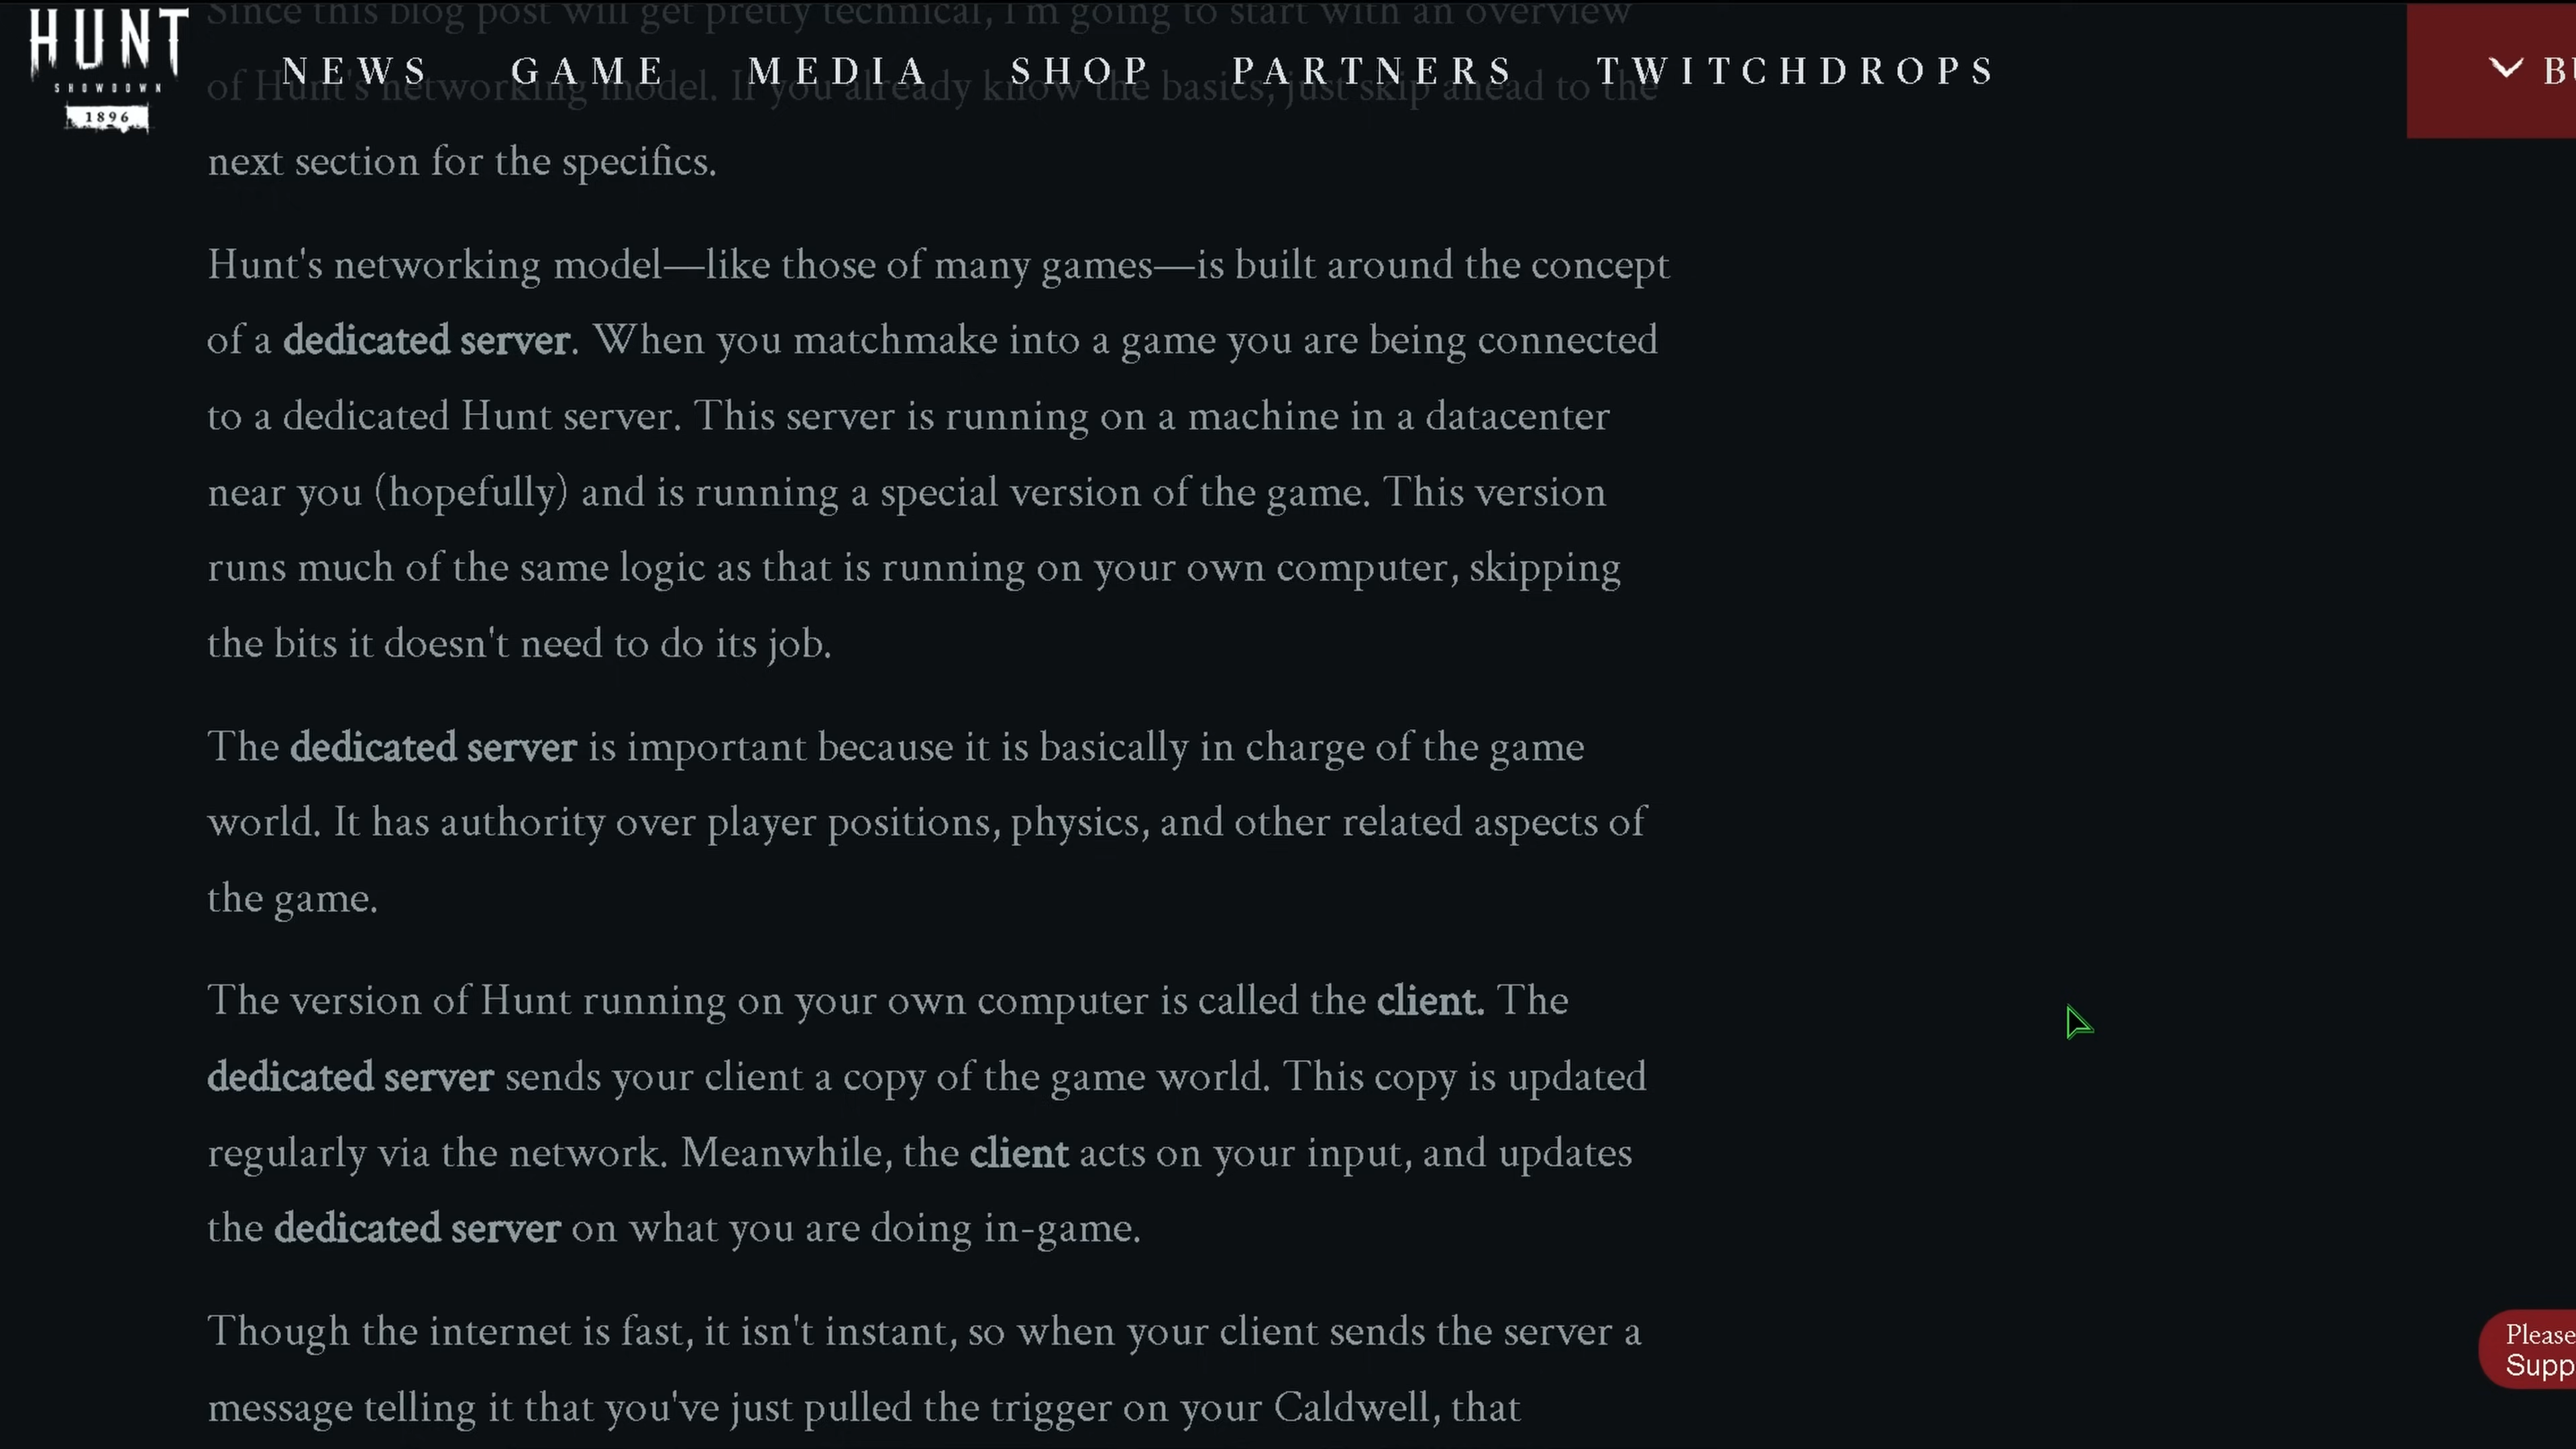 HUNT
SHOWDOWN
1896
NEWS GAME MEDIA SHOP PARTNERS TWITCHDROPS
Since this blog post will get pretty technical, I'm going to start with an overview
of Hunt's networking model. If you already know the basics, just skip ahead to the
next section for the specifics.
Hunt's networking model—like those of many games—is built around the concept
of a dedicated server. When you matchmake into a game you are being connected
to a dedicated Hunt server. This server is running on a machine in a datacenter
near you (hopefully) and is running a special version of the game. This version
runs much of the same logic as that is running on your own computer, skipping
the bits it doesn't need to do its job.
The dedicated server is important because it is basically in charge of the game
world. It has authority over player positions, physics, and other related aspects of
the game.
The version of Hunt running on your own computer is called the client. The
dedicated server sends your client a copy of the game world. This copy is updated
regularly via the network. Meanwhile, the client acts on your input, and updates
the dedicated server on what you are doing in-game.
Though the internet is fast, it isn't instant, so when your client sends the server a
message telling it that you've just pulled the trigger on your Caldwell, that
Please